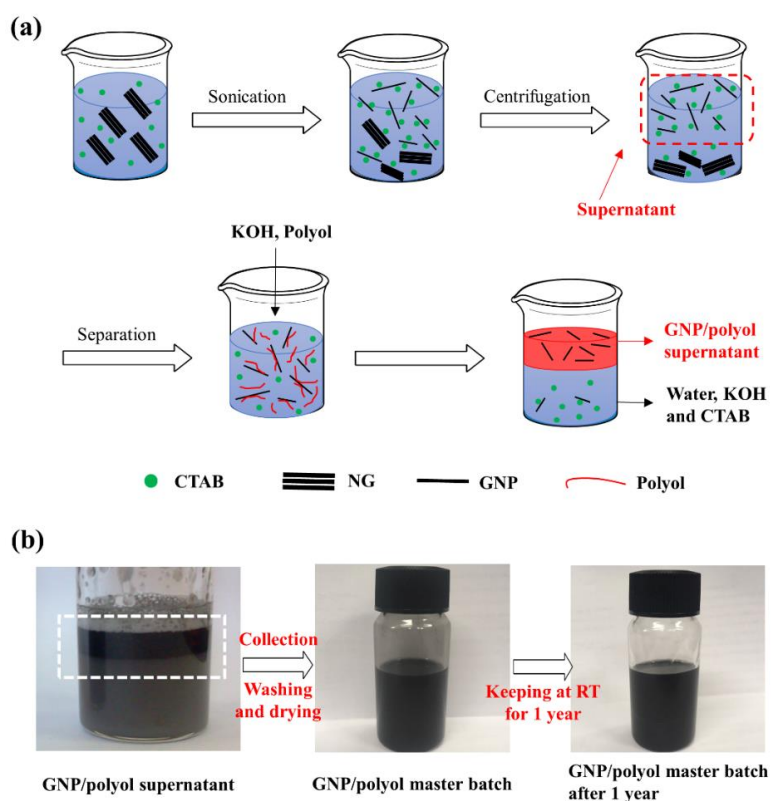 (a)
Sonication
Centrifugation
Supernatant
KOH, Polyol
Separation
GNP/polyol
supernatant
Water, KOH
and CTAB
CTAB
NG
GNP
Polyol
(b)
Collection
Washing
and drying
Keeping at RT
for 1 year
GNP/polyol supernatant
GNP/polyol master batch
GNP/polyol master batch
after 1 year